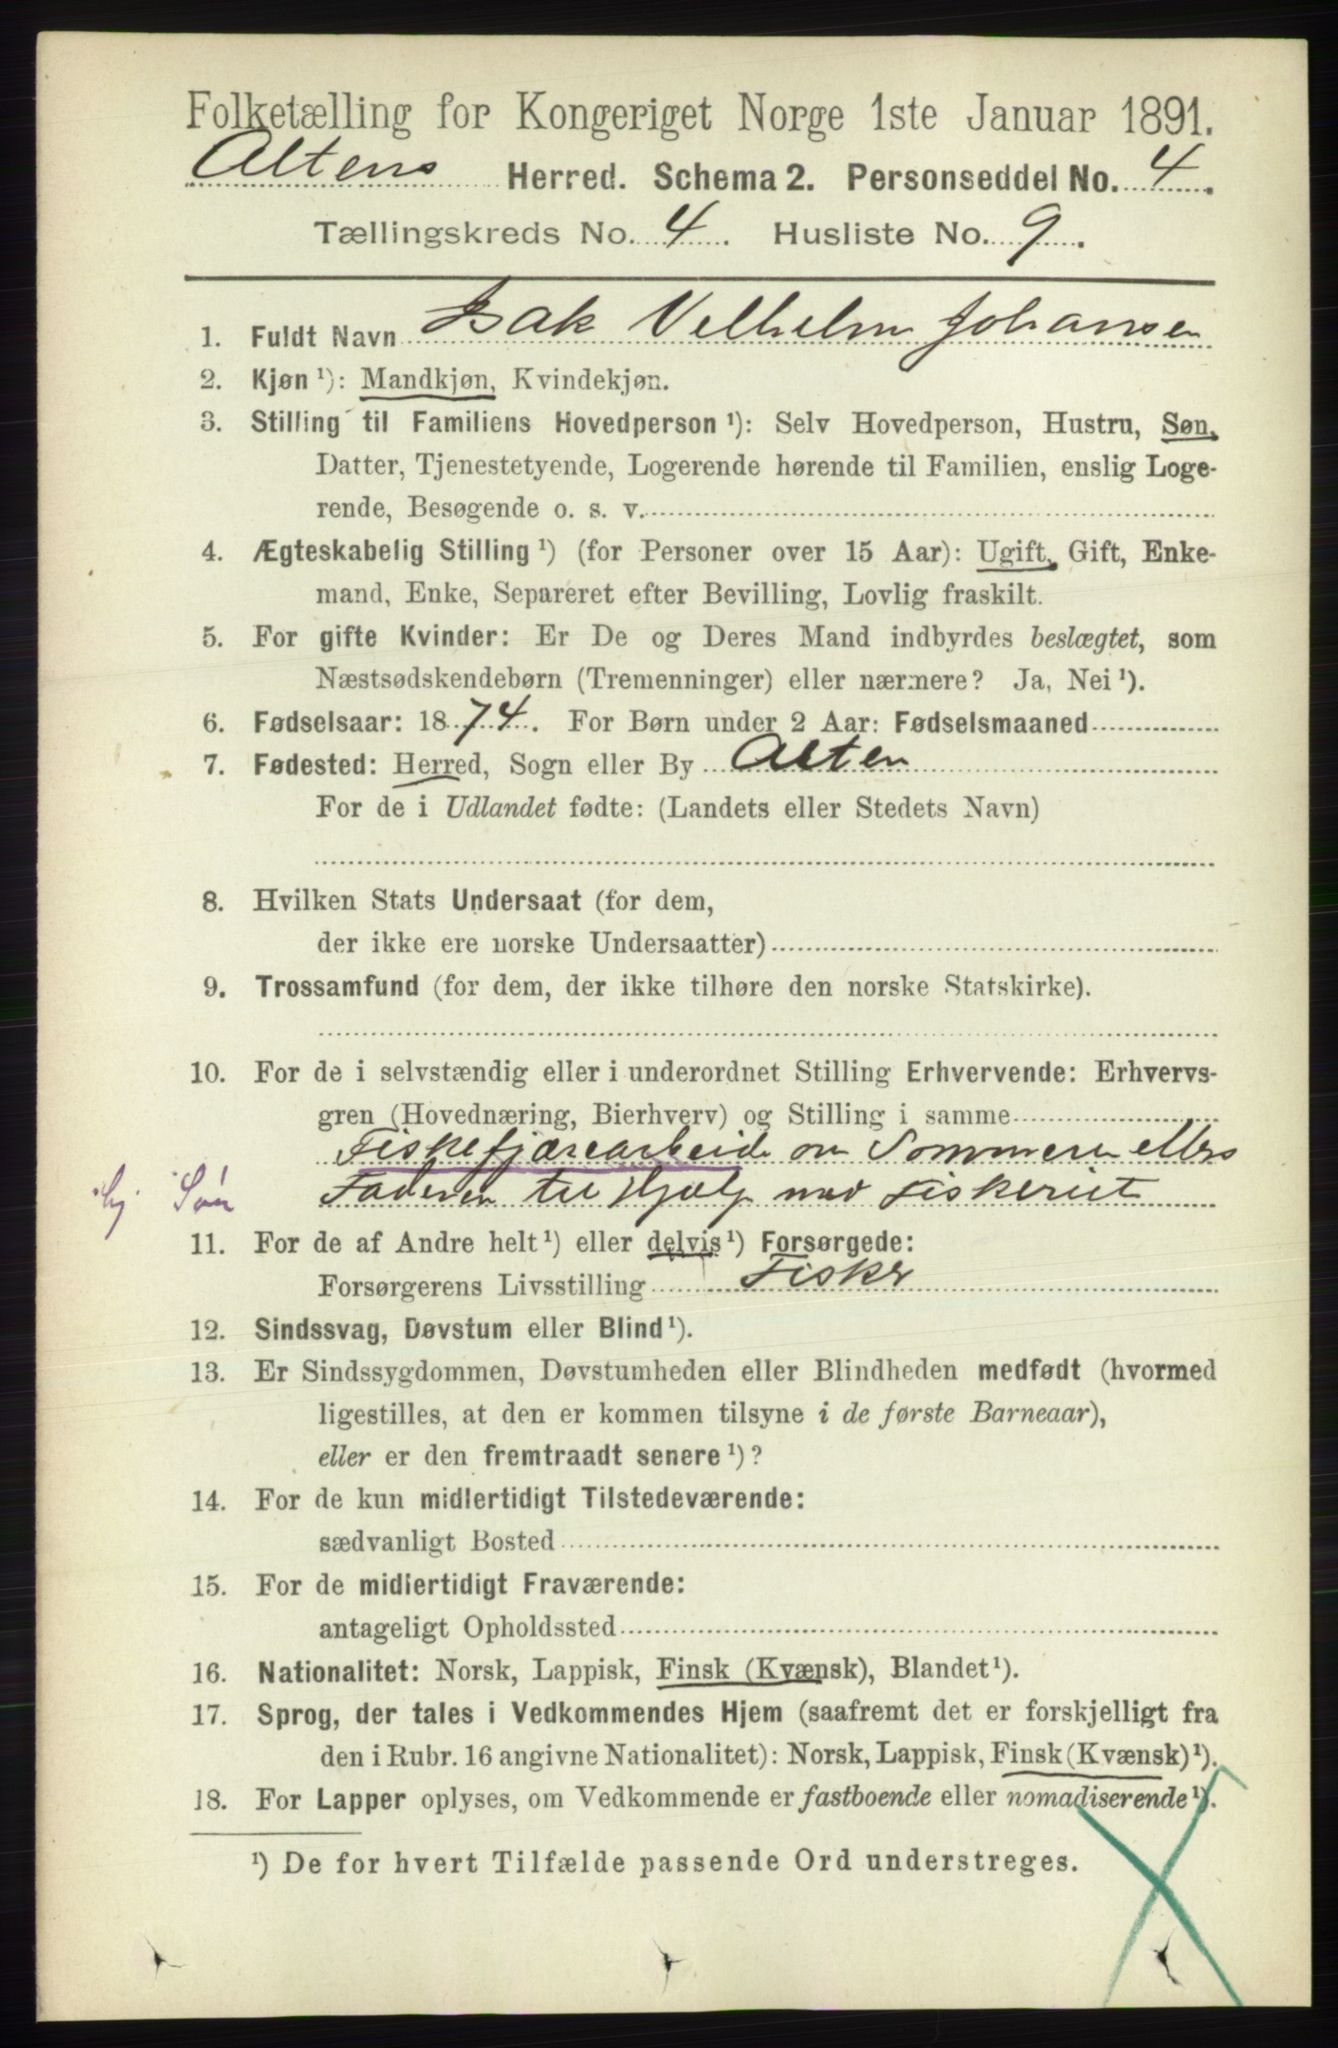 Folketælling for Kongeriget Norge 1ste Januar 1891.
Altens Herred. Schema 2. Personseddel No. 4.
Tællingskreds No. 4. Husliste No. 9.
1. Fuldt Navn Isak Vilhelm Johansen
2. Kjøn ¹): Mandkjøn, Kvindekjøn.
3. Stilling til Familiens Hovedperson ¹): Selv Hovedperson, Hustru, Søn,
Datter, Tjenestetyende, Logerende hørende til Familien, enslig Loge-
rende, Besøgende o. s. v.
4. Ægteskabelig Stilling ¹) (for Personer over 15 Aar): Ugift, Gift, Enke-
mand, Enke, Separeret efter Bevilling, Lovlig fraskilt.
5. For gifte Kvinder: Er De og Deres Mand indbyrdes beslægtet, som
Næstsødskendebørn (Tremenninger) eller nærmere? Ja, Nei ¹).
6. Fødselsaar: 1874. For Børn under 2 Aar: Fødselsmaaned
7. Fødested: Herred, Sogn eller By Alten
For de i Udlandet fødte: (Landets eller Stedets Navn)
8. Hvilken Stats Undersaat (for dem,
der ikke ere norske Undersaatter)
9. Trossamfund (for dem, der ikke tilhøre den norske Statskirke).
10. For de i selvstændig eller i underordnet Stilling Erhvervende: Erhvervs-
gren (Hovednæring, Bierhverv) og Stilling i samme
Fiskefjærearbeide om Sommeren ellers
hj Søn Faderen til Hjælp med Fiskeriet
11. For de af Andre helt ¹) eller delvis ¹) Forsørgede:
Forsørgerens Livsstilling Fisker
12. Sindssvag, Døvstum eller Blind ¹).
13. Er Sindssygdommen, Døvstumheden eller Blindheden medfødt (hvormed
ligestilles, at den er kommen tilsyne i de første Barneaar),
eller er den fremtraadt senere ¹)?
14. For de kun midlertidigt Tilstedeværende:
sædvanligt Bosted
15. For de midlertidigt Fraværende:
antageligt Opholdssted
16. Nationalitet: Norsk, Lappisk, Finsk (Kvænsk), Blandet ¹).
17. Sprog, der tales i Vedkommendes Hjem (saafremt det er forskjelligt fra
den i Rubr. 16 angivne Nationalitet): Norsk, Lappisk, Finsk (Kvænsk) ¹).
18. For Lapper oplyses, om Vedkommende er fastboende eller nomadiserende ¹).
¹) De for hvert Tilfælde passende Ord understreges.